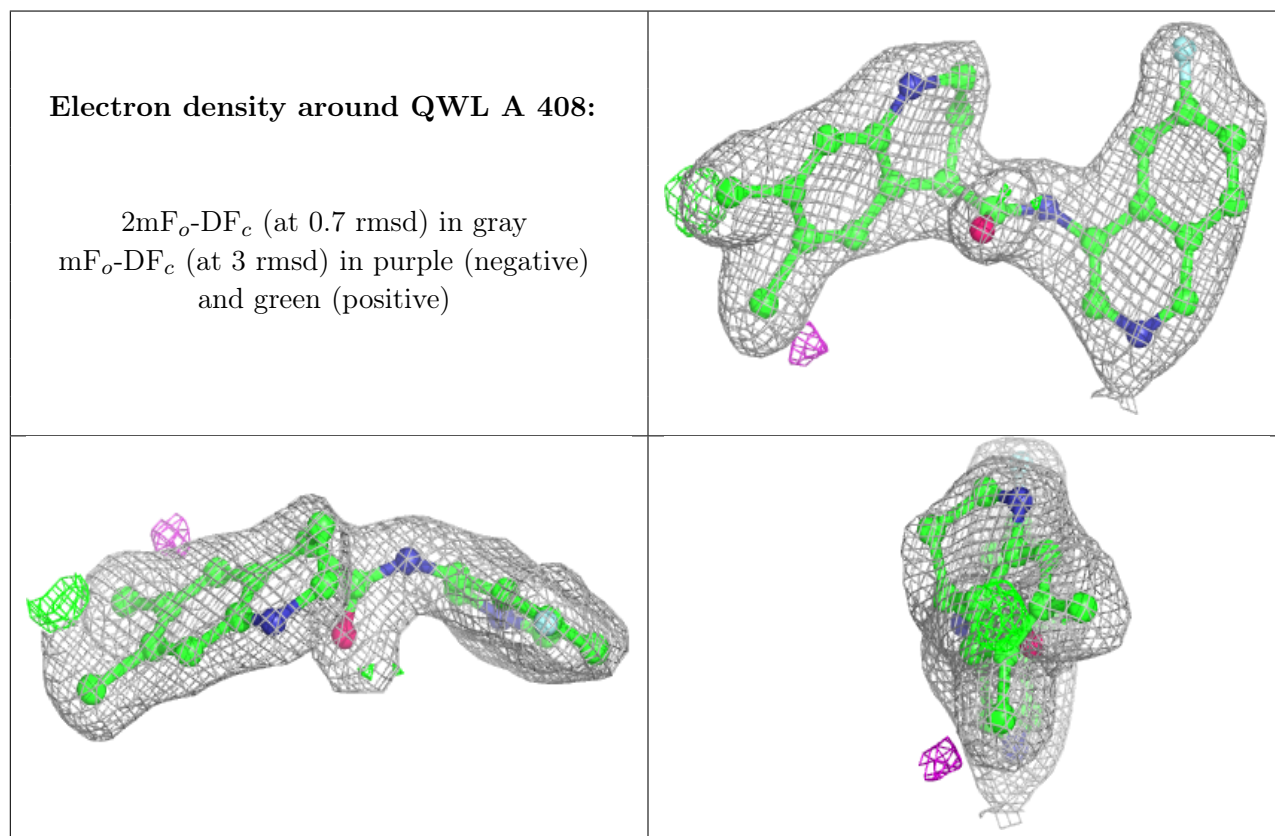 Electron density around QWL A 408:
2mFₒ-DF𝒸 (at 0.7 rmsd) in gray
mFₒ-DF𝒸 (at 3 rmsd) in purple (negative)
and green (positive)